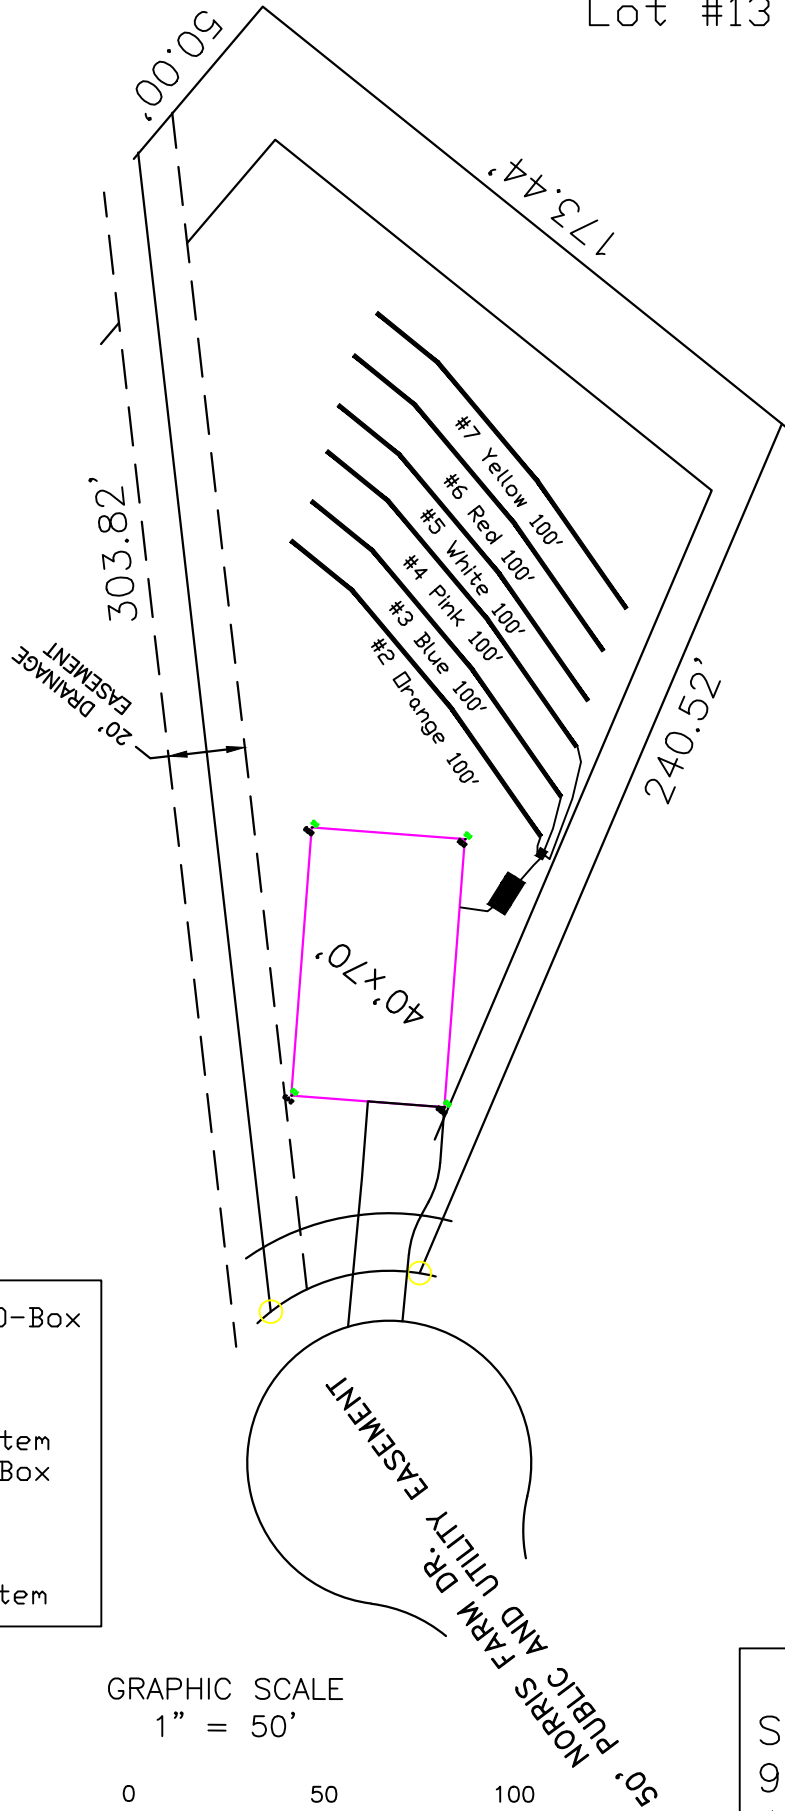 Lot #13
50.00'
173.44'
303.82'
20' DRAINAGE
EASEMENT
#7 Yellow 100'
#6 Red 100'
#5 White 100'
#4 Pink 100'
#3 Blue 100'
#2 Orange 100'
240.52'
40'x70'
D-Box
tem
Box
tem
NORRIS FARM DR.
50' PUBLIC AND UTILITY EASEMENT
GRAPHIC SCALE
1" = 50'
0 50 100
S
9